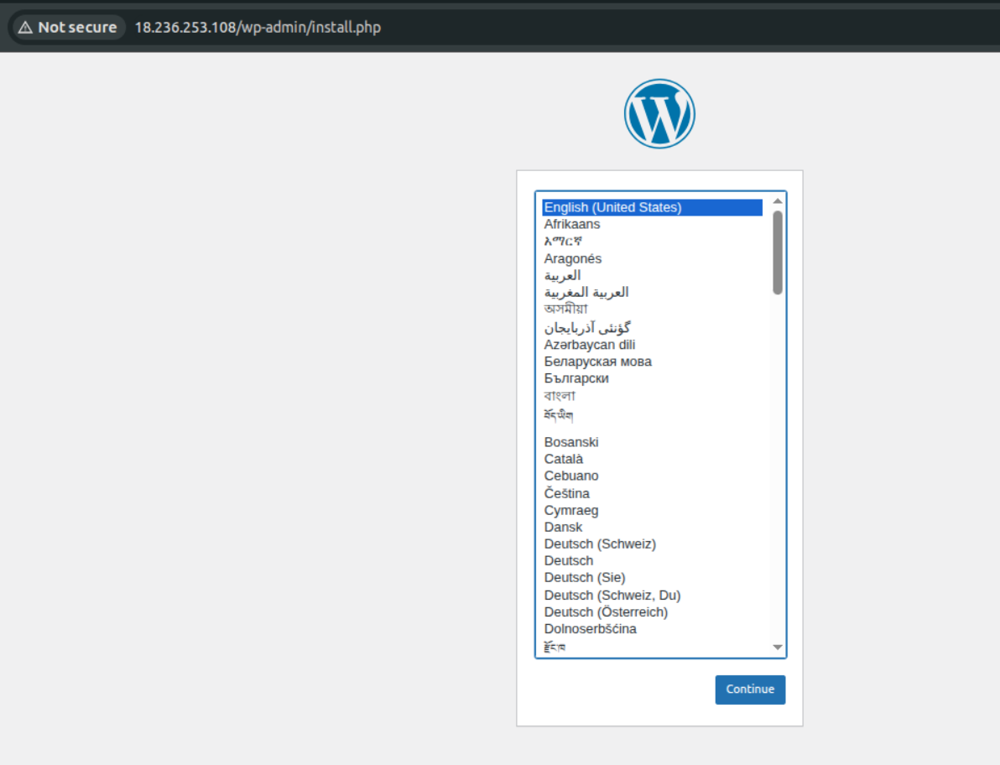 Not secure 18.236.253.108/wp-admin/install.php
English (United States)
Afrikaans
አማርኛ
Aragonés
العربية
العربية المغربية
অসমীয়া
گؤنئی آذربایجان
Azərbaycan dili
Беларуская мова
Български
বাংলা
བོད་ཡིག
Bosanski
Català
Cebuano
Čeština
Cymraeg
Dansk
Deutsch (Schweiz)
Deutsch
Deutsch (Sie)
Deutsch (Schweiz, Du)
Deutsch (Österreich)
Dolnoserbšćina
རྫོང་ཁ
Continue